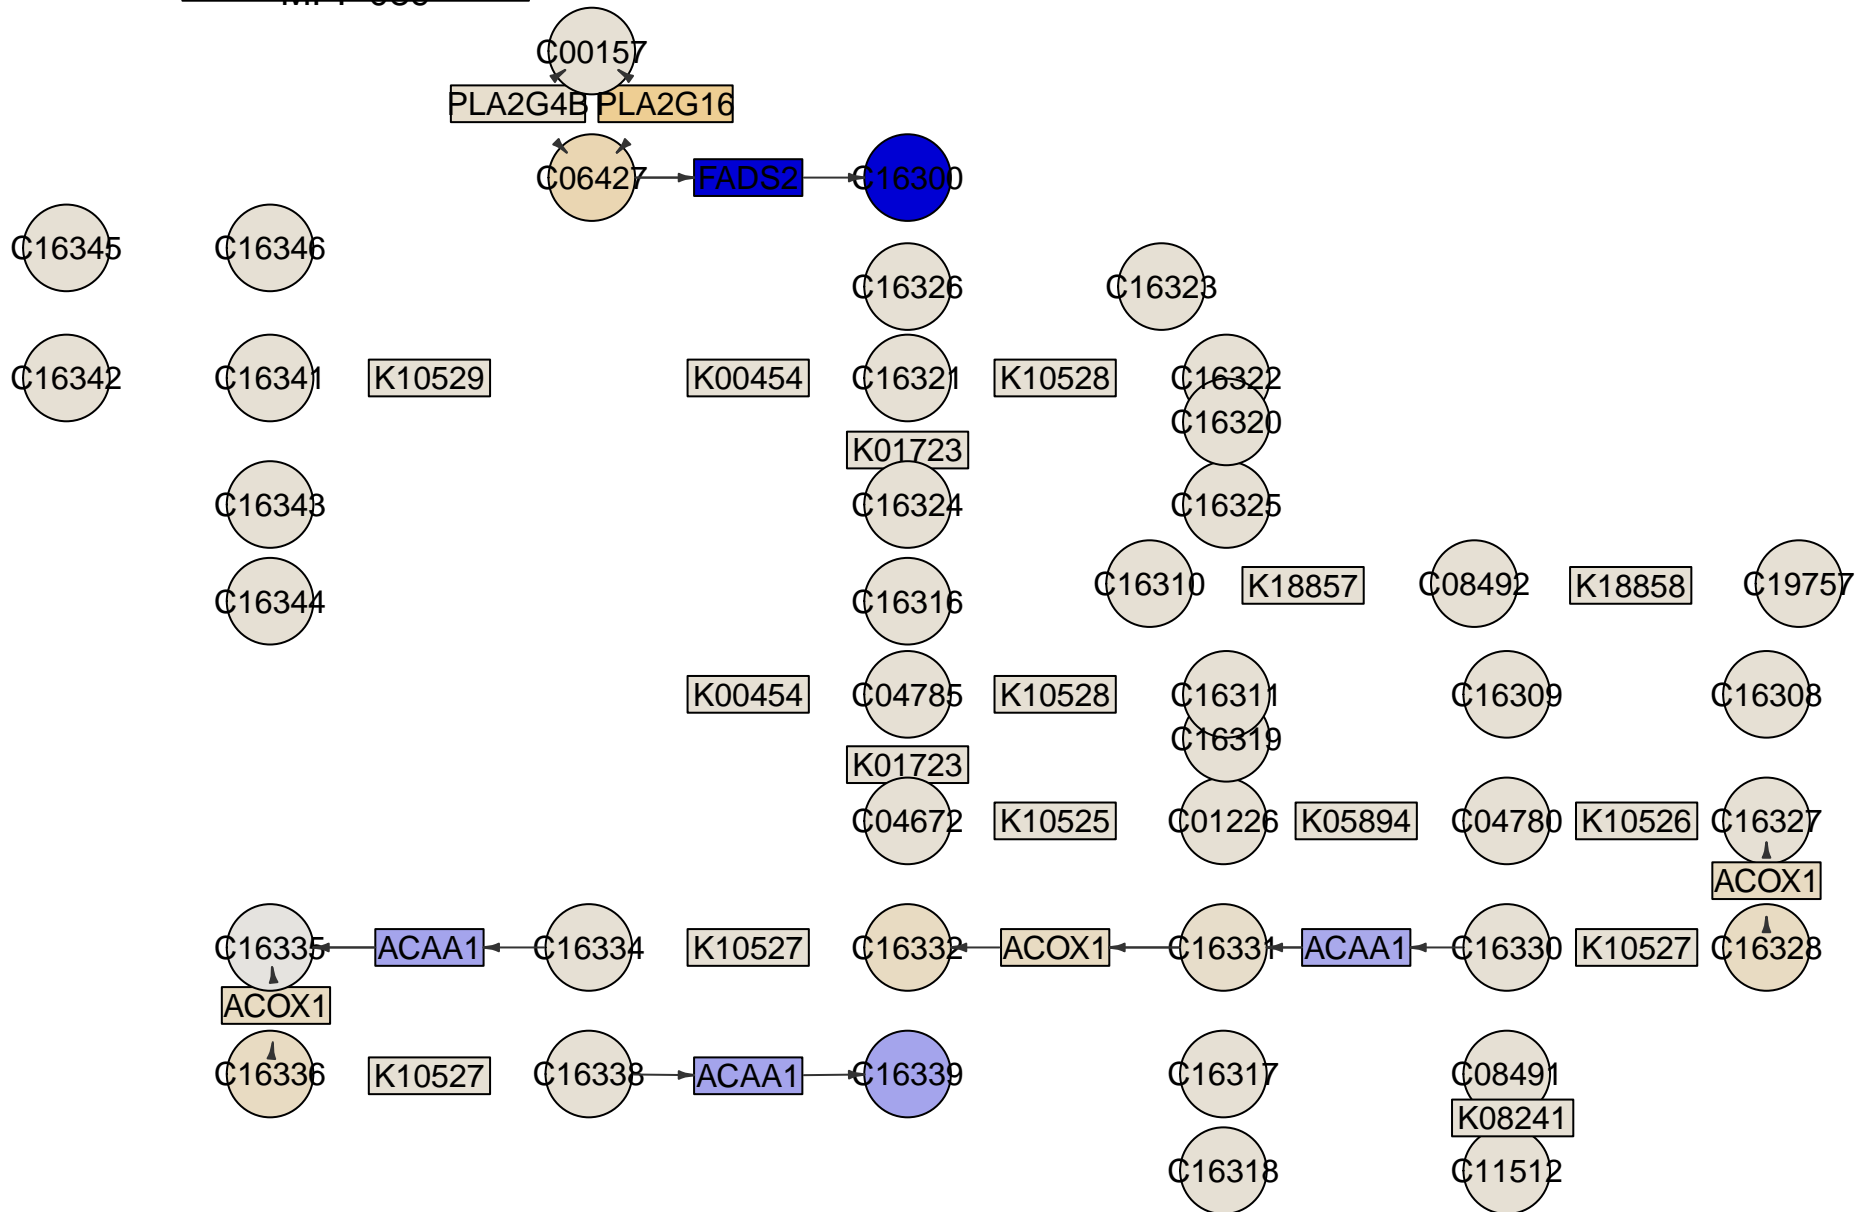 C00157
PLA2G4B PLA2G16
C06427 FADS2 C16300
C16345 C16346
C16326 C16323
C16342 C16341 K10529 K00454 C16321 K10528 C16322
C16320
K01723
C16343 C16324 C16325
C16310 K18857 C08492 K18858 C19757
C16344 C16316
K00454 C04785 K10528 C16311 C16309 C16308
C16319
K01723
C04672 K10525 C01226 K05894 C04780 K10526 C16327
ACOX1
C16335 ACAA1 C16334 K10527 C16332 ACOX1 C16331 ACAA1 C16330 K10527 C16328
ACOX1
C16336 K10527 C16338 ACAA1 C16339 C16317 C08491
K08241
C16318 C11512